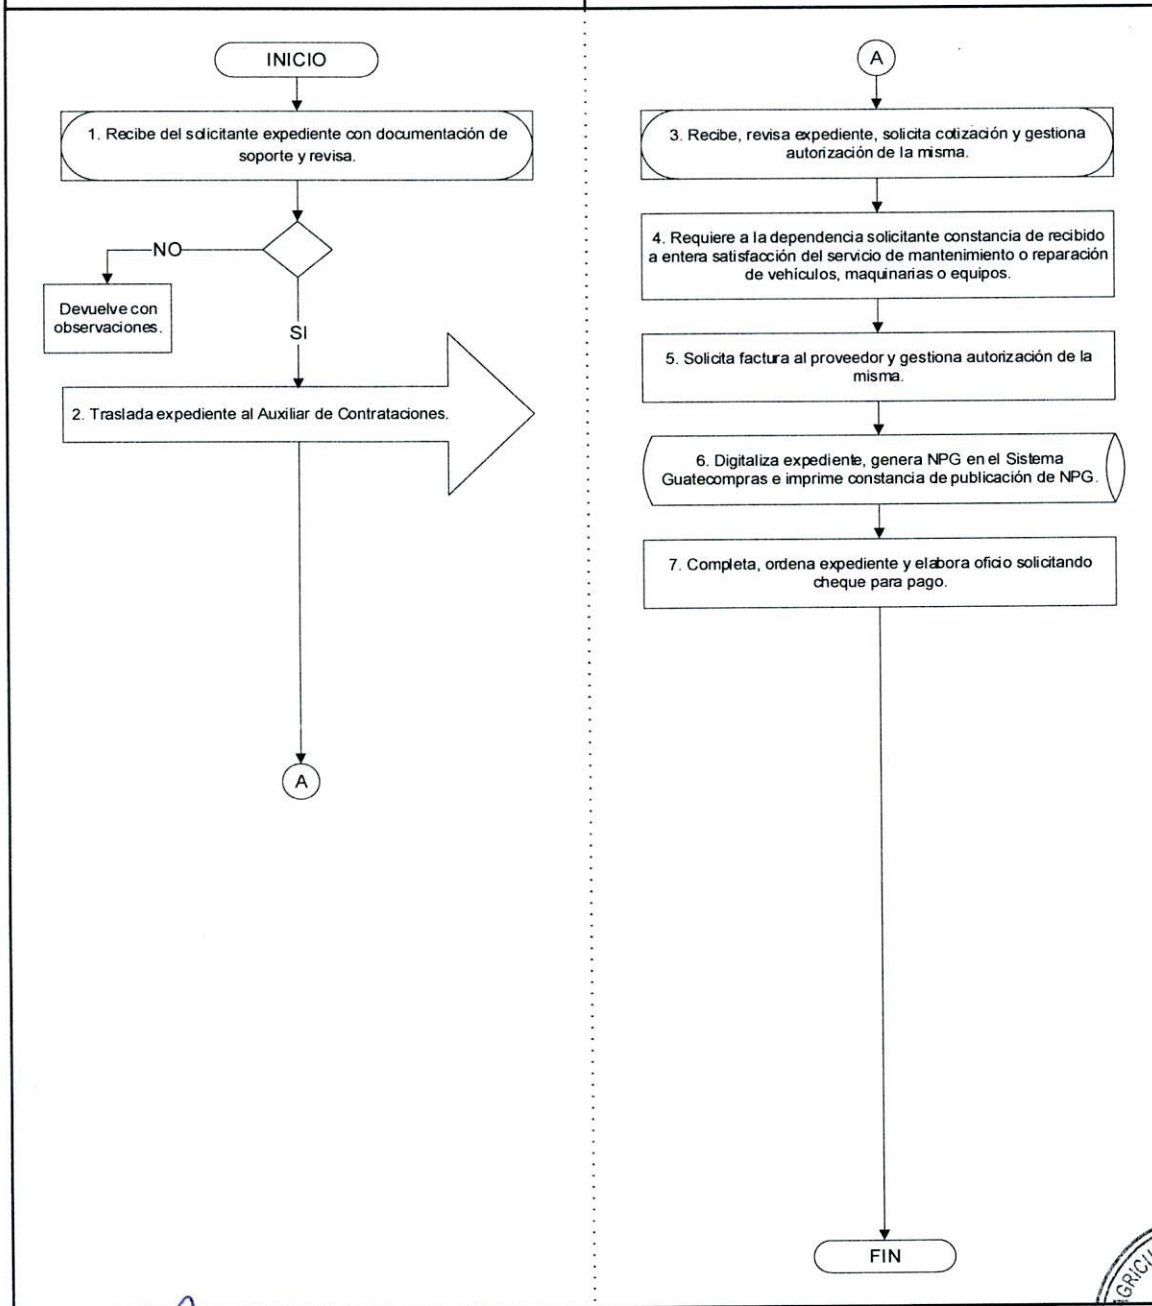 INICIO
1. Recibe del solicitante expediente con documentación de
soporte y revisa.
NO
Devuelve con
observaciones.
SI
2. Traslada expediente al Auxiliar de Contrataciones.
A
A
3. Recibe, revisa expediente, solicita cotización y gestiona
autorización de la misma.
4. Requiere a la dependencia solicitante constancia de recibido
a entera satisfacción del servicio de mantenimiento o reparación
de vehículos, maquinarias o equipos.
5. Solicita factura al proveedor y gestiona autorización de la
misma.
6. Digitaliza expediente, genera NPG en el Sistema
Guatecompras e imprime constancia de publicación de NPG.
7. Completa, ordena expediente y elabora oficio solicitando
cheque para pago.
FIN